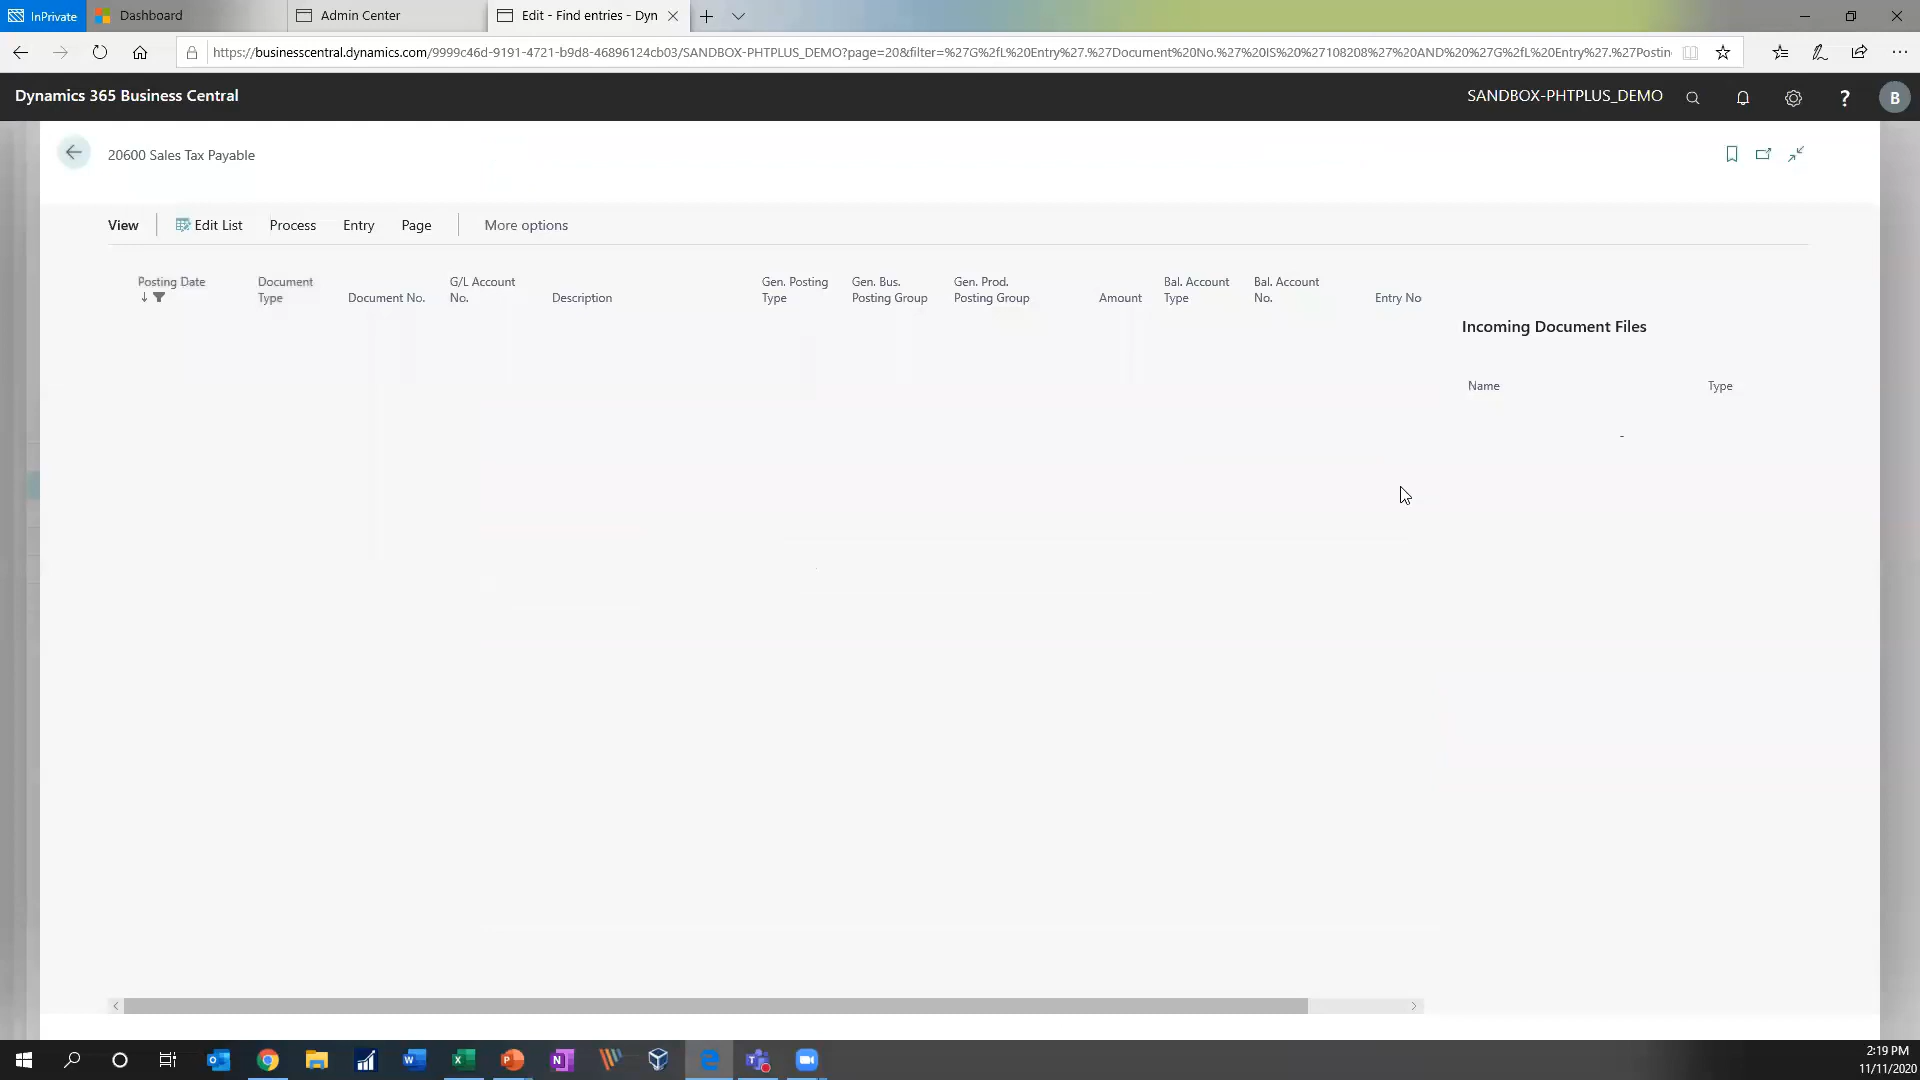 InPrivate
Dashboard
Admin Center
Edit - Find entries - Dyn
https://businesscentral.dynamics.com/9999c46d-9191-4721-b9d8-46896124cb03/SANDBOX-PHTPLUS_DEMO?page=20&filter=%27G%2fL%20Entry%27.%27Document%20No.%27%20IS%20%27108208%27%20AND%20%27G%2fL%20Entry%27.%27Postin
Dynamics 365 Business Central
SANDBOX-PHTPLUS_DEMO
?
B
20600 Sales Tax Payable
View
Edit List
Process
Entry
Page
More options
Posting Date
Document Type
Document No.
G/L Account No.
Description
Gen. Posting Type
Gen. Bus. Posting Group
Gen. Prod. Posting Group
Amount
Bal. Account Type
Bal. Account No.
Entry No
Incoming Document Files
Name
Type
2:19 PM
11/11/2020